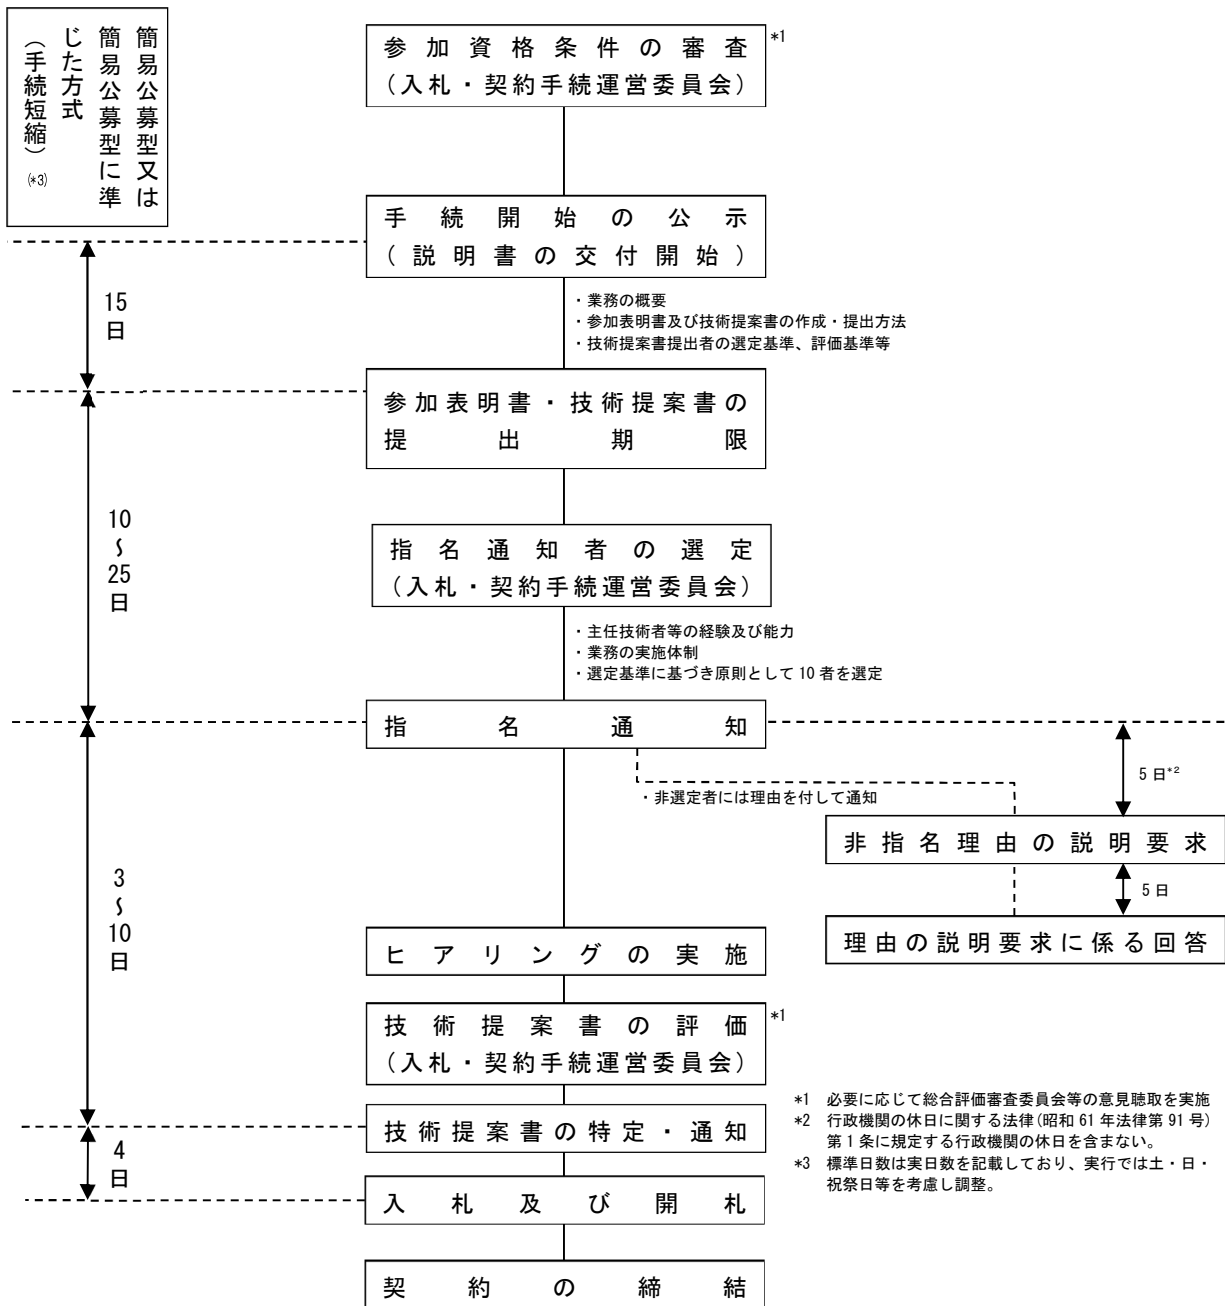 簡易公募型又は
簡易公募型に準
じた方式
（手続短縮）(*3)
参加資格条件の審査 *1
（入札・契約手続運営委員会）
手続開始の公示
（説明書の交付開始）
15
日
・業務の概要
・参加表明書及び技術提案書の作成・提出方法
・技術提案書提出者の選定基準、評価基準等
参加表明書・技術提案書の
提出期限
10
～
25
日
指名通知者の選定
（入札・契約手続運営委員会）
・主任技術者等の経験及び能力
・業務の実施体制
・選定基準に基づき原則として 10 者を選定
指名通知
5 日*2
・非選定者には理由を付して通知
非指名理由の説明要求
5 日
理由の説明要求に係る回答
3
～
10
日
ヒアリングの実施
技術提案書の評価 *1
（入札・契約手続運営委員会）
技術提案書の特定・通知
4
日
入札及び開札
契約の締結
*1 必要に応じて総合評価審査委員会等の意見聴取を実施
*2 行政機関の休日に関する法律(昭和 61 年法律第 91 号)
第 1 条に規定する行政機関の休日を含まない。
*3 標準日数は実日数を記載しており、実行では土・日・
祝祭日等を考慮し調整。